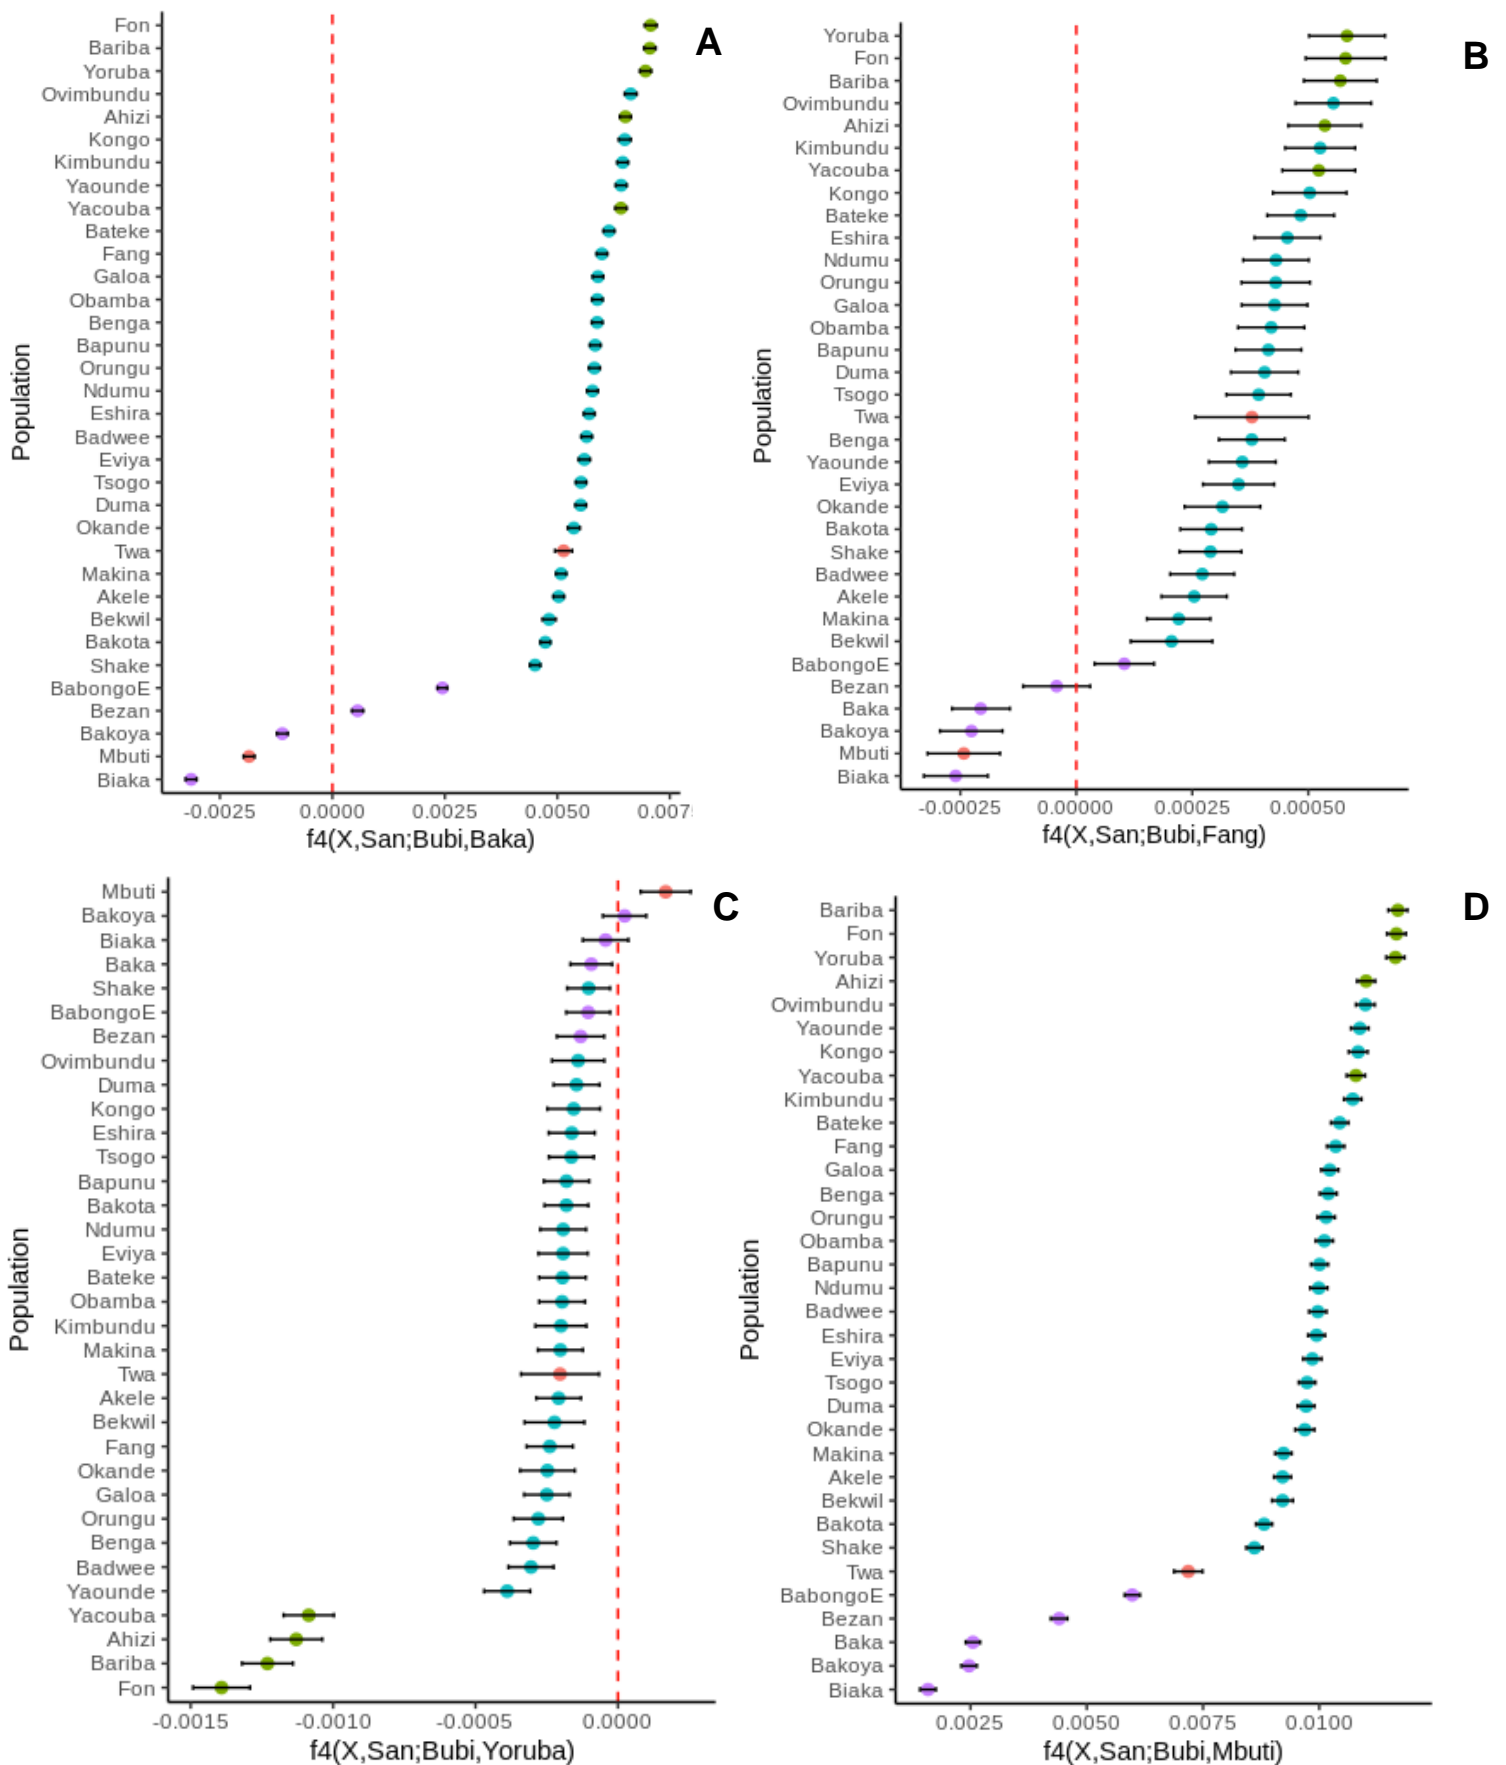 A
Population
Fon
Bariba
Yoruba
Ovimbundu
Ahizi
Kongo
Kimbundu
Yaounde
Yacouba
Bateke
Fang
Galoa
Obamba
Benga
Bapunu
Orungu
Ndumu
Eshira
Badwee
Eviya
Tsogo
Duma
Okande
Twa
Makina
Akele
Bekwil
Bakota
Shake
BabongoE
Bezan
Bakoya
Mbuti
Biaka
-0.0025 0.0000 0.0025 0.0050 0.007
f4(X,San;Bubi,Baka)
B
Population
Yoruba
Fon
Bariba
Ovimbundu
Ahizi
Kimbundu
Yacouba
Kongo
Bateke
Eshira
Ndumu
Orungu
Galoa
Obamba
Bapunu
Duma
Tsogo
Twa
Benga
Yaounde
Eviya
Okande
Bakota
Shake
Badwee
Akele
Makina
Bekwil
BabongoE
Bezan
Baka
Bakoya
Mbuti
Biaka
-0.00025 0.00000 0.00025 0.00050
f4(X,San;Bubi,Fang)
C
Population
Mbuti
Bakoya
Biaka
Baka
Shake
BabongoE
Bezan
Ovimbundu
Duma
Kongo
Eshira
Tsogo
Bapunu
Bakota
Ndumu
Eviya
Bateke
Obamba
Kimbundu
Makina
Twa
Akele
Bekwil
Fang
Okande
Galoa
Orungu
Benga
Badwee
Yaounde
Yacouba
Ahizi
Bariba
Fon
-0.0015 -0.0010 -0.0005 0.0000
f4(X,San;Bubi,Yoruba)
D
Population
Bariba
Fon
Yoruba
Ahizi
Ovimbundu
Yaounde
Kongo
Yacouba
Kimbundu
Bateke
Fang
Galoa
Benga
Orungu
Obamba
Bapunu
Ndumu
Badwee
Eshira
Eviya
Tsogo
Duma
Okande
Makina
Akele
Bekwil
Bakota
Shake
Twa
BabongoE
Bezan
Baka
Bakoya
Biaka
0.0025 0.0050 0.0075 0.0100
f4(X,San;Bubi,Mbuti)